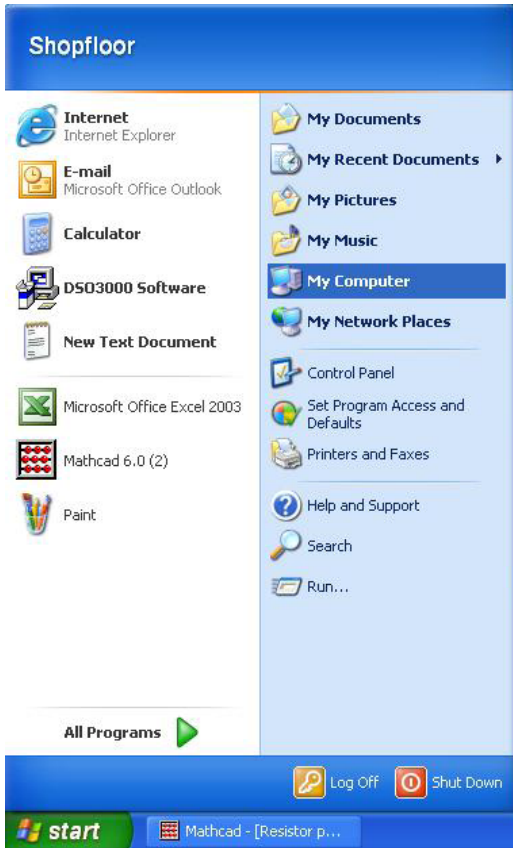 Shopfloor
Internet
Internet Explorer
E-mail
Microsoft Office Outlook
Calculator
DSO3000 Software
New Text Document
Microsoft Office Excel 2003
Mathcad 6.0 (2)
Paint
All Programs
My Documents
My Recent Documents
My Pictures
My Music
My Computer
My Network Places
Control Panel
Set Program Access and
Defaults
Printers and Faxes
Help and Support
Search
Run...
Log Off
Shut Down
start
Mathcad - [Resistor p...